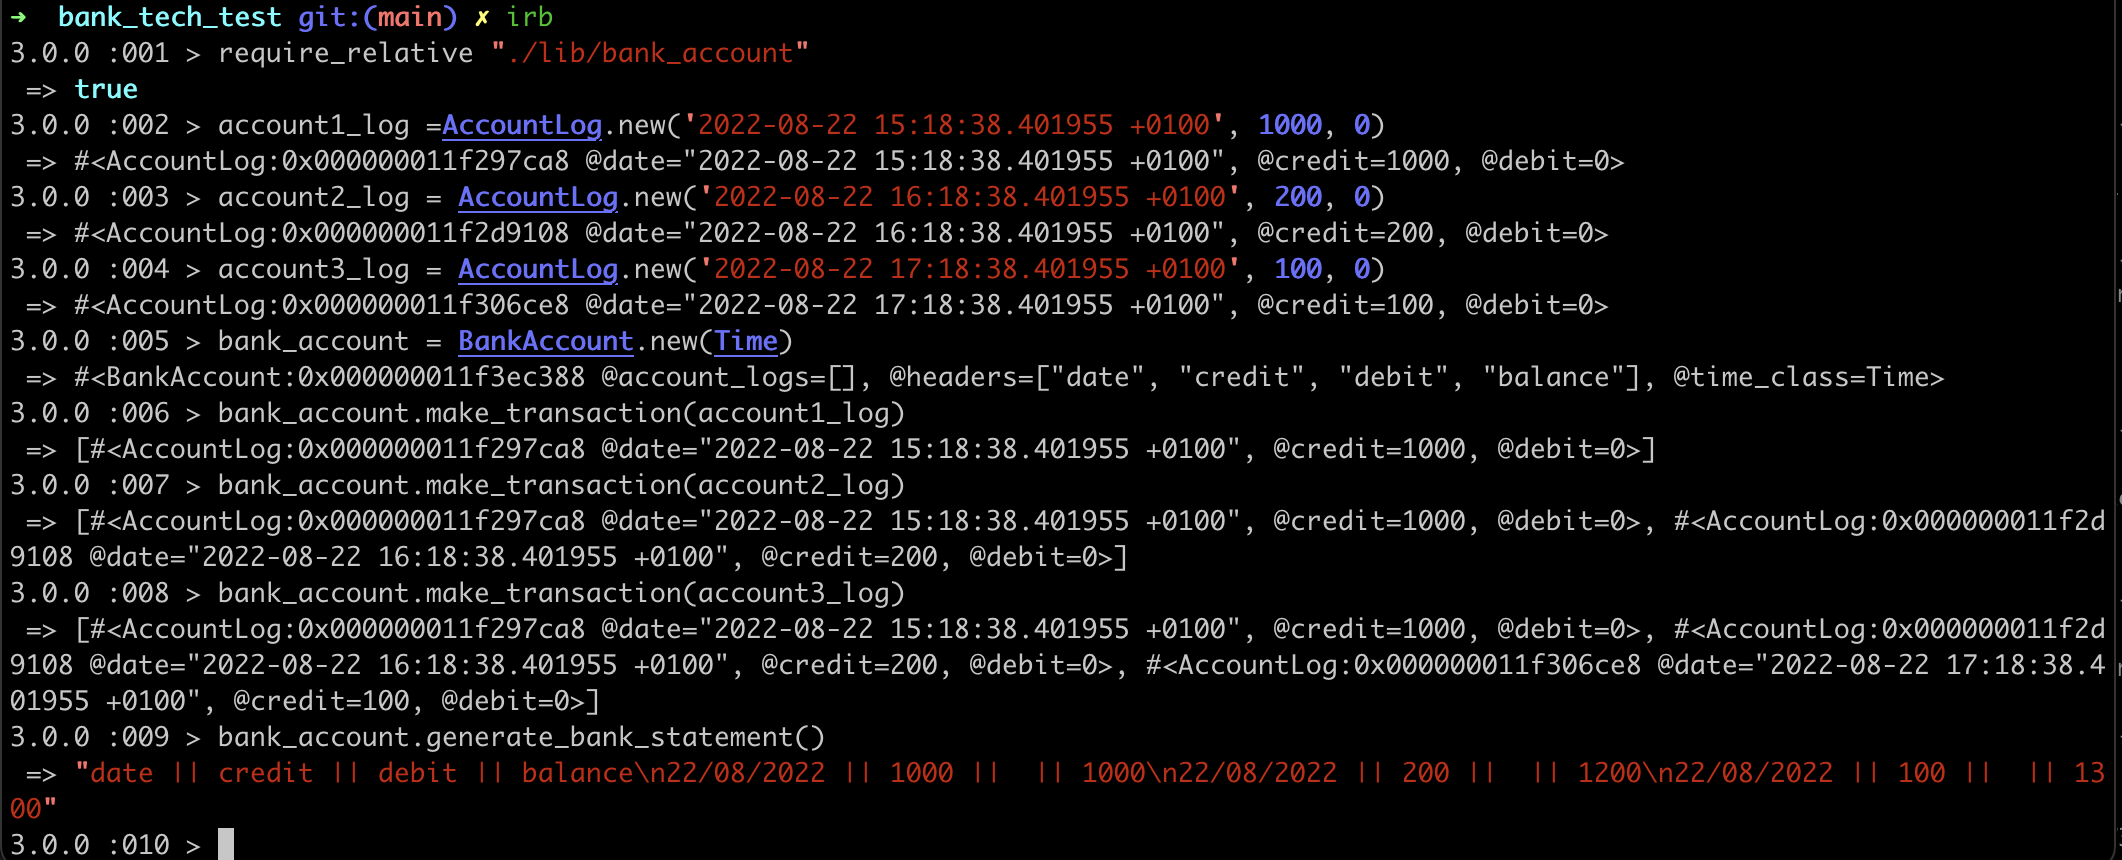 ➜  bank_tech_test git:(main) ✗ irb
3.0.0 :001 > require_relative "./lib/bank_account"
 => true
3.0.0 :002 > account1_log =AccountLog.new('2022-08-22 15:18:38.401955 +0100', 1000, 0)
 => #<AccountLog:0x000000011f297ca8 @date="2022-08-22 15:18:38.401955 +0100", @credit=1000, @debit=0>
3.0.0 :003 > account2_log = AccountLog.new('2022-08-22 16:18:38.401955 +0100', 200, 0)
 => #<AccountLog:0x000000011f2d9108 @date="2022-08-22 16:18:38.401955 +0100", @credit=200, @debit=0>
3.0.0 :004 > account3_log = AccountLog.new('2022-08-22 17:18:38.401955 +0100', 100, 0)
 => #<AccountLog:0x000000011f306ce8 @date="2022-08-22 17:18:38.401955 +0100", @credit=100, @debit=0>
3.0.0 :005 > bank_account = BankAccount.new(Time)
 => #<BankAccount:0x000000011f3ec388 @account_logs=[], @headers=["date", "credit", "debit", "balance"], @time_class=Time>
3.0.0 :006 > bank_account.make_transaction(account1_log)
 => [#<AccountLog:0x000000011f297ca8 @date="2022-08-22 15:18:38.401955 +0100", @credit=1000, @debit=0>]
3.0.0 :007 > bank_account.make_transaction(account2_log)
 => [#<AccountLog:0x000000011f297ca8 @date="2022-08-22 15:18:38.401955 +0100", @credit=1000, @debit=0>, #<AccountLog:0x000000011f2d
9108 @date="2022-08-22 16:18:38.401955 +0100", @credit=200, @debit=0>]
3.0.0 :008 > bank_account.make_transaction(account3_log)
 => [#<AccountLog:0x000000011f297ca8 @date="2022-08-22 15:18:38.401955 +0100", @credit=1000, @debit=0>, #<AccountLog:0x000000011f2d
9108 @date="2022-08-22 16:18:38.401955 +0100", @credit=200, @debit=0>, #<AccountLog:0x000000011f306ce8 @date="2022-08-22 17:18:38.4
01955 +0100", @credit=100, @debit=0>]
3.0.0 :009 > bank_account.generate_bank_statement()
 => "date || credit || debit || balance\n22/08/2022 || 1000 ||  || 1000\n22/08/2022 || 200 ||  || 1200\n22/08/2022 || 100 ||  || 13
00"
3.0.0 :010 >